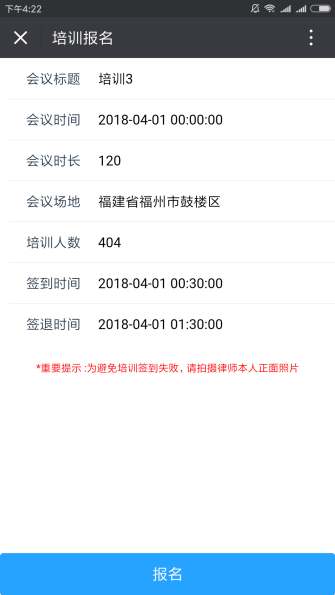 下午4:22
培训报名
会议标题 培训3
会议时间 2018-04-01 00:00:00
会议时长 120
会议场地 福建省福州市鼓楼区
培训人数 404
签到时间 2018-04-01 00:30:00
签退时间 2018-04-01 01:30:00
*重要提示:为避免培训签到失败, 请拍摄律师本人正面照片
报名